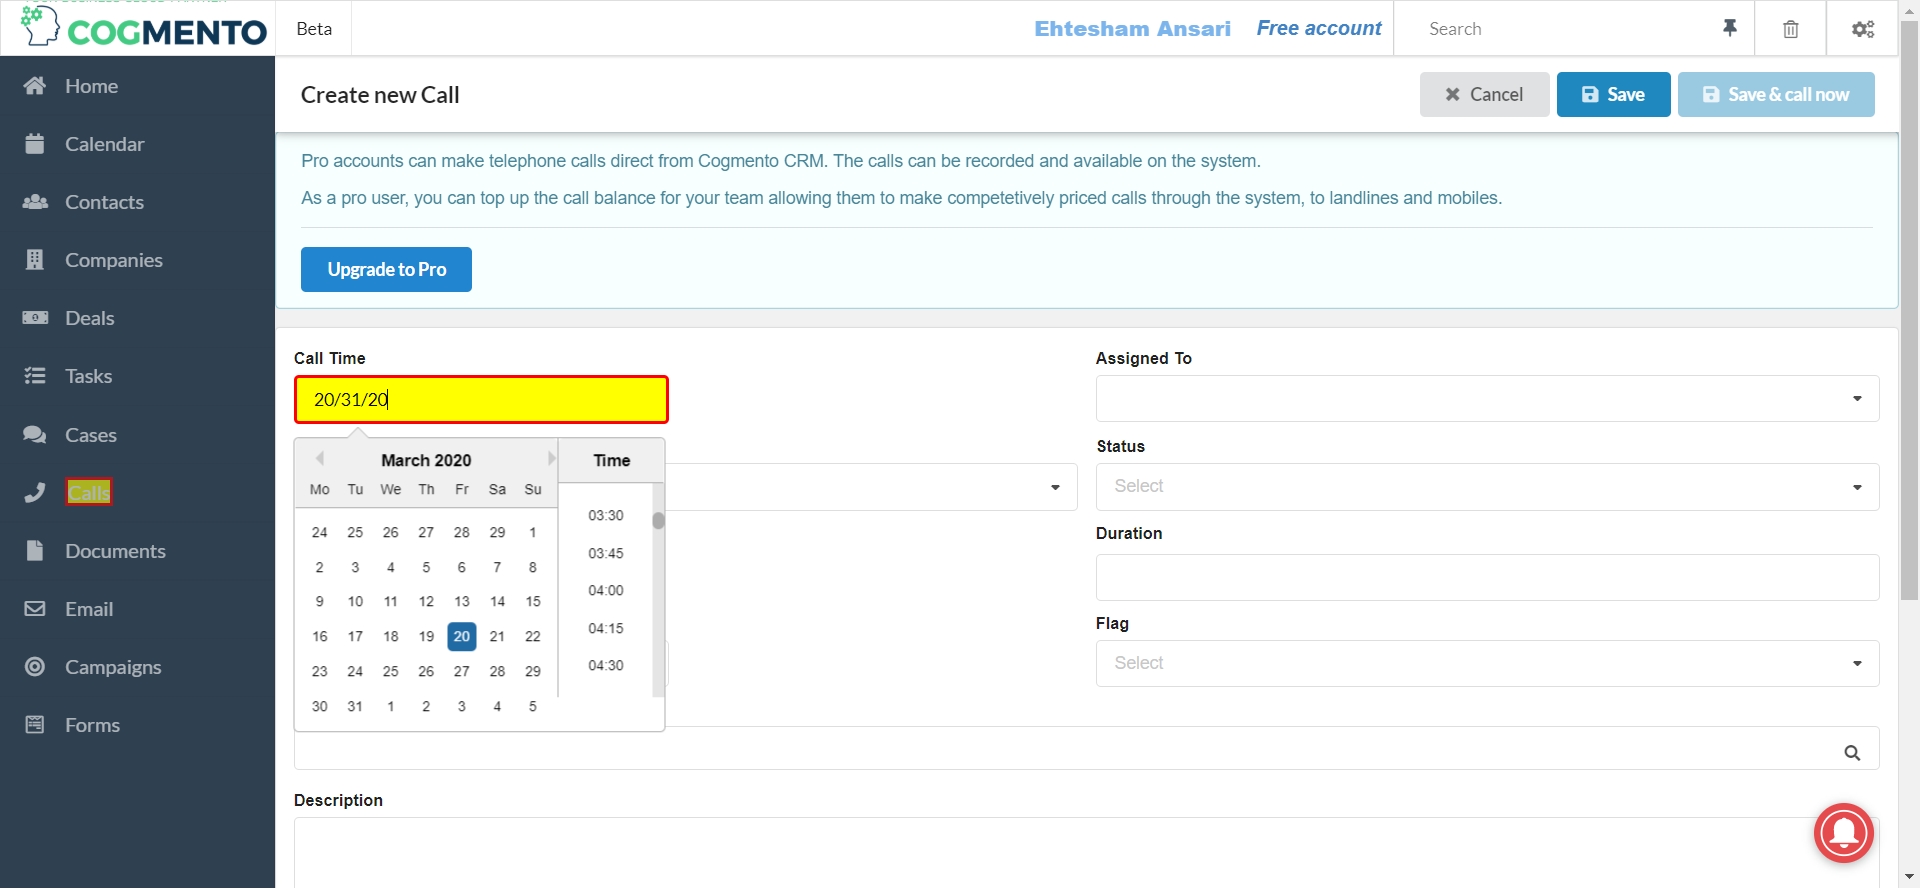 COGMENTO
Beta
Ehtesham Ansari
Free account
Search
Home
Calendar
Contacts
Companies
Deals
Tasks
Cases
Calls
Documents
Email
Campaigns
Forms
Create new Call
Cancel
Save
Save & call now
Pro accounts can make telephone calls direct from Cogmento CRM. The calls can be recorded and available on the system.
As a pro user, you can top up the call balance for your team allowing them to make competetively priced calls through the system, to landlines and mobiles.
Upgrade to Pro
Call Time
20/31/20
March 2020
Mo Tu We Th Fr Sa Su
24 25 26 27 28 29 1
2 3 4 5 6 7 8
9 10 11 12 13 14 15
16 17 18 19 20 21 22
23 24 25 26 27 28 29
30 31 1 2 3 4 5
Time
03:30
03:45
04:00
04:15
04:30
Assigned To
Status
Select
Duration
Flag
Select
Description